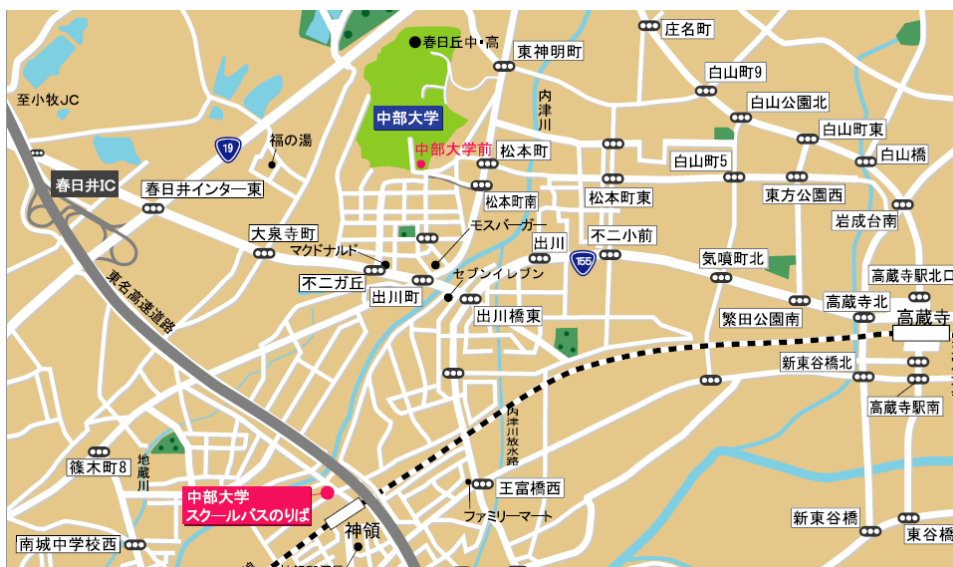 春日丘中・高
庄名町
東神明町
白山町9
至小牧JC
内津川
白山公園北
中部大学
19
福の湯
中部大学前
松本町
白山町東
白山町5
白山橋
春日井IC
春日井インター東
松本町南
松本町東
東方公園西
岩成台南
モスバーガー
大泉寺町
マクドナルド
出川
不二小前
155
気噴町北
不二ガ丘
セブンイレブン
高蔵寺駅北口
出川町
東名高速道路
出川橋東
繁田公園南
高蔵寺北
高蔵寺
新東谷橋北
高蔵寺駅南
内津川放水路
篠木町8
地蔵川
中部大学
スクールバスのりば
王富橋西
ファミリーマート
神領
新東谷橋
東谷橋
南城中学校西